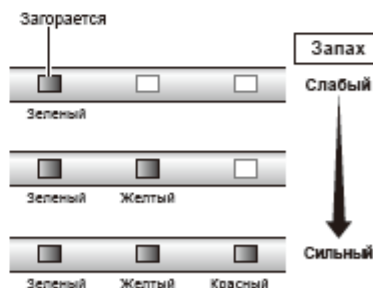 Загорается
Запах
Слабый
Зеленый
Зеленый Желтый
Сильный
Зеленый Желтый Красный